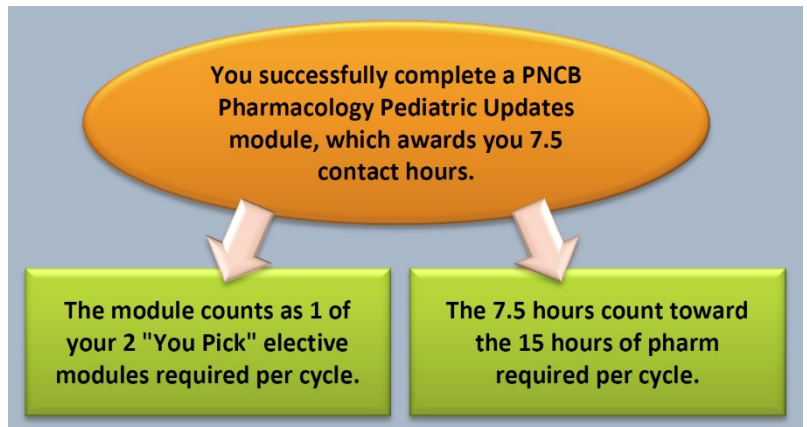 You successfully complete a PNCB
Pharmacology Pediatric Updates
module, which awards you 7.5
contact hours.
The module counts as 1 of
your 2 "You Pick" elective
modules required per cycle.
The 7.5 hours count toward
the 15 hours of pharm
required per cycle.